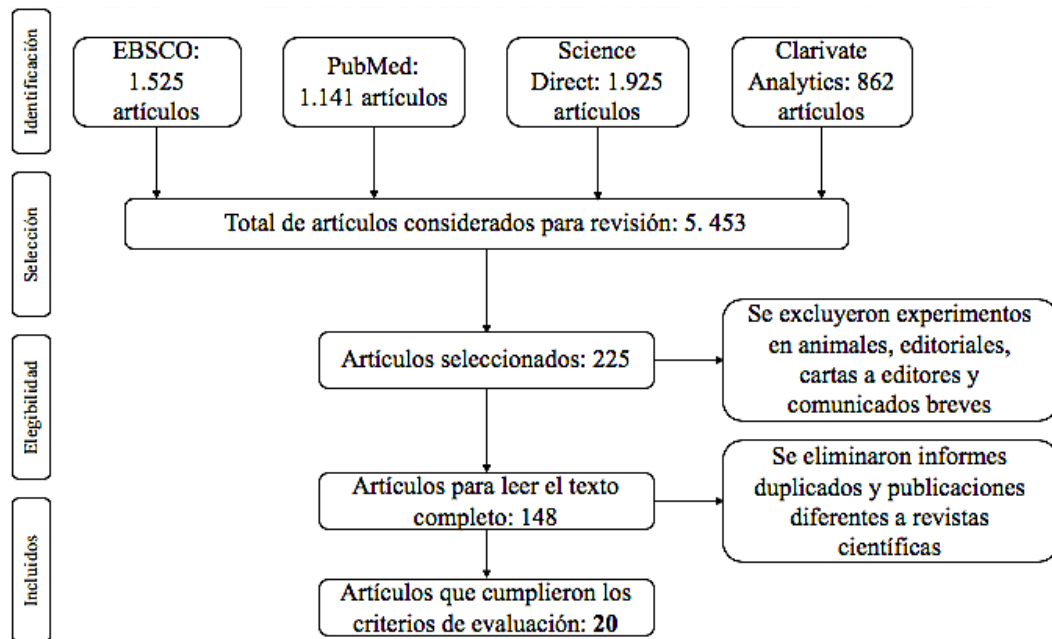 Identificación
EBSCO:
1.525
artículos
PubMed:
1.141 artículos
Science
Direct: 1.925
artículos
Clarivate
Analytics: 862
artículos
Selección
Total de artículos considerados para revisión: 5. 453
Elegibilidad
Artículos seleccionados: 225
Se excluyeron experimentos
en animales, editoriales,
cartas a editores y
comunicados breves
Artículos para leer el texto
completo: 148
Se eliminaron informes
duplicados y publicaciones
diferentes a revistas
científicas
Incluidos
Artículos que cumplieron los
criterios de evaluación: 20